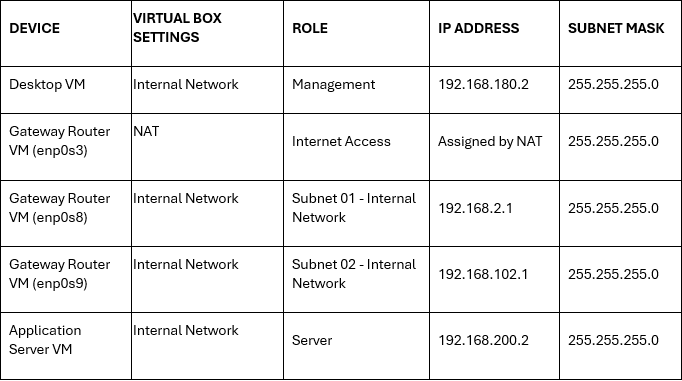 DEVICE
VIRTUAL BOX
SETTINGS
ROLE
IP ADDRESS
SUBNET MASK
Desktop VM
Internal Network
Management
192.168.180.2
255.255.255.0
Gateway Router
VM (enp0s3)
NAT
Internet Access
Assigned by NAT
255.255.255.0
Gateway Router
VM (enp0s8)
Internal Network
Subnet 01 - Internal
Network
192.168.2.1
255.255.255.0
Gateway Router
VM (enp0s9)
Internal Network
Subnet 02 - Internal
Network
192.168.102.1
255.255.255.0
Application
Server VM
Internal Network
Server
192.168.200.2
255.255.255.0